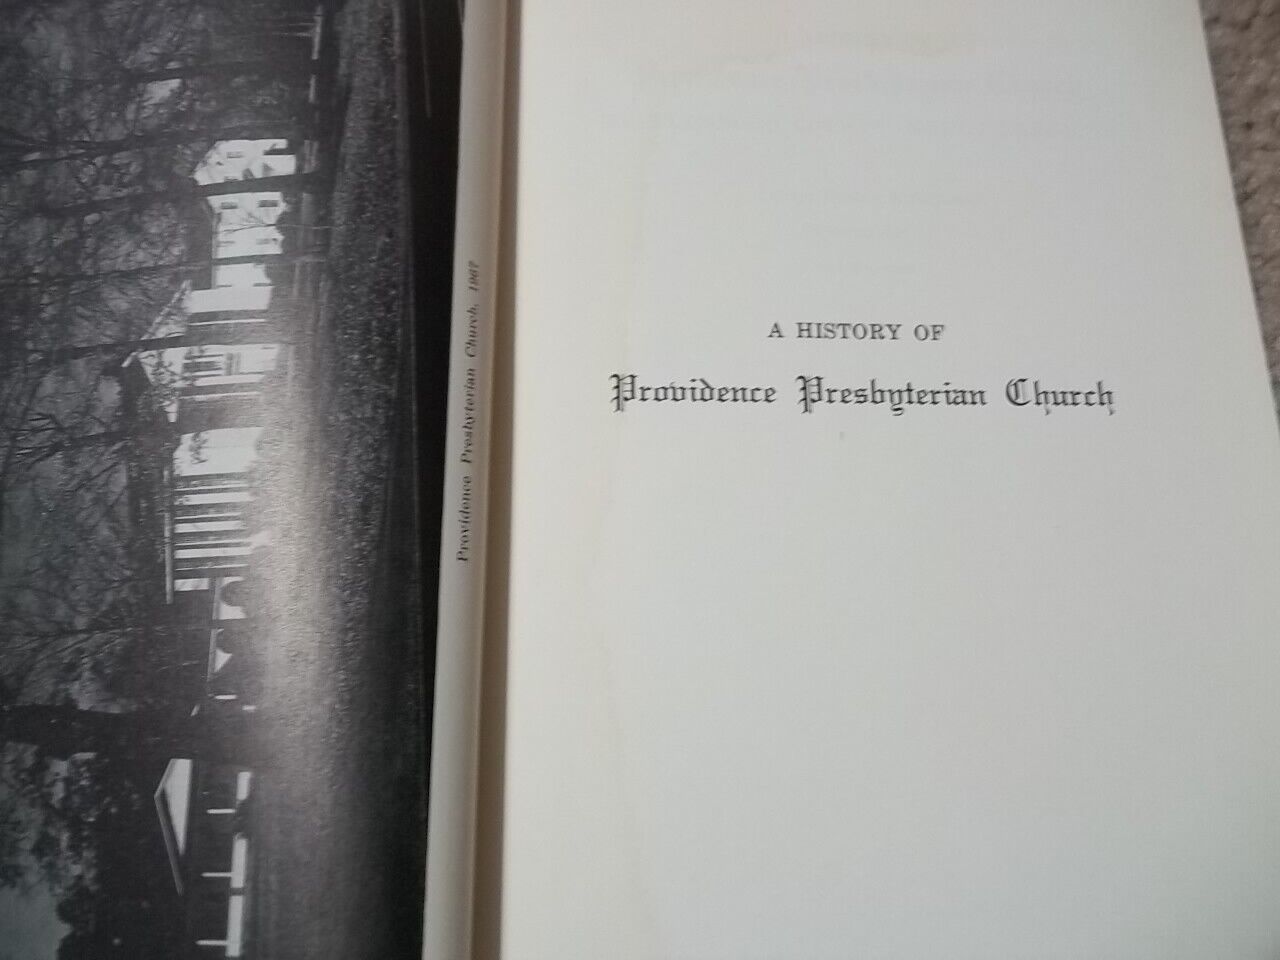 Providence Presbyterian Church, 1967
A HISTORY OF
Providence Presbyterian Church